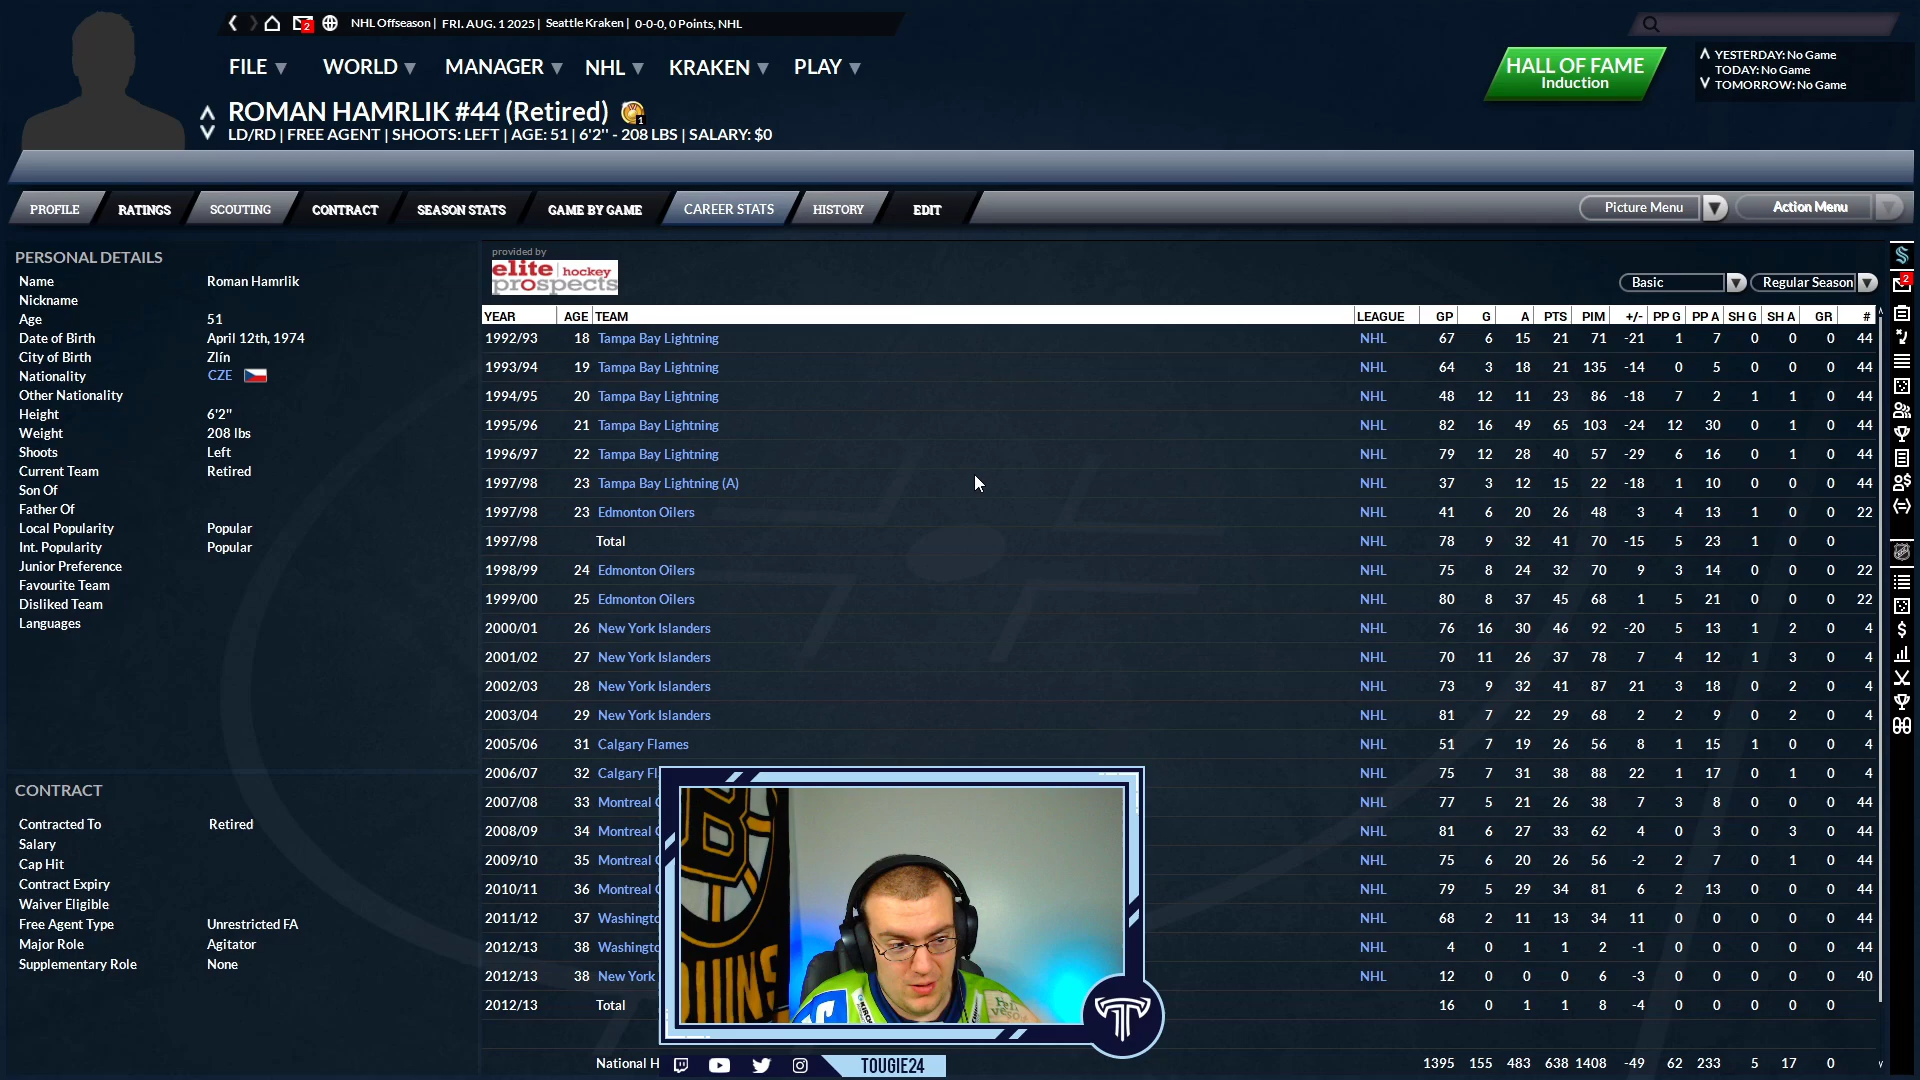 NHL Offseason | FRI. AUG. 1 2025 | Seattle Kraken | 0-0-0, 0 Points, NHL
2
FILE WORLD MANAGER NHL KRAKEN PLAY
HALL OF FAME
Induction
YESTERDAY: No Game
TODAY: No Game
TOMORROW: No Game
ROMAN HAMRLIK #44 (Retired)
1
LD/RD | FREE AGENT | SHOOTS: LEFT | AGE: 51 | 6'2" - 208 LBS | SALARY: $0
PROFILE RATINGS SCOUTING CONTRACT SEASON STATS GAME BY GAME CAREER STATS HISTORY EDIT
Picture Menu Action Menu
PERSONAL DETAILS
Name Roman Hamrlik
Nickname
Age 51
Date of Birth April 12th, 1974
City of Birth Zlín
Nationality CZE
Other Nationality
Height 6'2"
Weight 208 lbs
Shoots Left
Current Team Retired
Son Of
Father Of
Local Popularity Popular
Int. Popularity Popular
Junior Preference
Favourite Team
Disliked Team
Languages
CONTRACT
Contracted To Retired
Salary
Cap Hit
Contract Expiry
Waiver Eligible
Free Agent Type Unrestricted FA
Major Role Agitator
Supplementary Role None
provided by
elite hockey
prospects
Basic Regular Season
2
YEAR AGE TEAM LEAGUE GP G A PTS PIM +/- PP G PP A SH G SH A GR #
1992/93 18 Tampa Bay Lightning NHL 67 6 15 21 71 -21 1 7 0 0 0 44
1993/94 19 Tampa Bay Lightning NHL 64 3 18 21 135 -14 0 5 0 0 0 44
1994/95 20 Tampa Bay Lightning NHL 48 12 11 23 86 -18 7 2 1 1 0 44
1995/96 21 Tampa Bay Lightning NHL 82 16 49 65 103 -24 12 30 0 1 0 44
1996/97 22 Tampa Bay Lightning NHL 79 12 28 40 57 -29 6 16 0 1 0 44
1997/98 23 Tampa Bay Lightning (A) NHL 37 3 12 15 22 -18 1 10 0 0 0 44
1997/98 23 Edmonton Oilers NHL 41 6 20 26 48 3 4 13 1 0 0 22
1997/98 Total NHL 78 9 32 41 70 -15 5 23 1 0 0
1998/99 24 Edmonton Oilers NHL 75 8 24 32 70 9 3 14 0 0 0 22
1999/00 25 Edmonton Oilers NHL 80 8 37 45 68 1 5 21 0 0 0 22
2000/01 26 New York Islanders NHL 76 16 30 46 92 -20 5 13 1 2 0 4
2001/02 27 New York Islanders NHL 70 11 26 37 78 7 4 12 1 3 0 4
2002/03 28 New York Islanders NHL 73 9 32 41 87 21 3 18 0 2 0 4
2003/04 29 New York Islanders NHL 81 7 22 29 68 2 2 9 0 2 0 4
2005/06 31 Calgary Flames NHL 51 7 19 26 56 8 1 15 1 0 0 4
2006/07 32 Calgary Fl NHL 75 7 31 38 88 22 1 17 0 1 0 4
2007/08 33 Montreal NHL 77 5 21 26 38 7 3 8 0 0 0 44
2008/09 34 Montreal NHL 81 6 27 33 62 4 0 3 0 3 0 44
2009/10 35 Montreal NHL 75 6 20 26 56 -2 2 7 0 1 0 44
2010/11 36 Montreal NHL 79 5 29 34 81 6 2 13 0 0 0 44
2011/12 37 Washingto NHL 68 2 11 13 34 11 0 0 0 0 0 44
2012/13 38 Washingto NHL 4 0 1 1 2 -1 0 0 0 0 0 44
2012/13 38 New York NHL 12 0 0 0 6 -3 0 0 0 0 0 40
2012/13 Total 16 0 1 1 8 -4 0 0 0 0 0
National H 1395 155 483 638 1408 -49 62 233 5 17 0
TOUGIE24